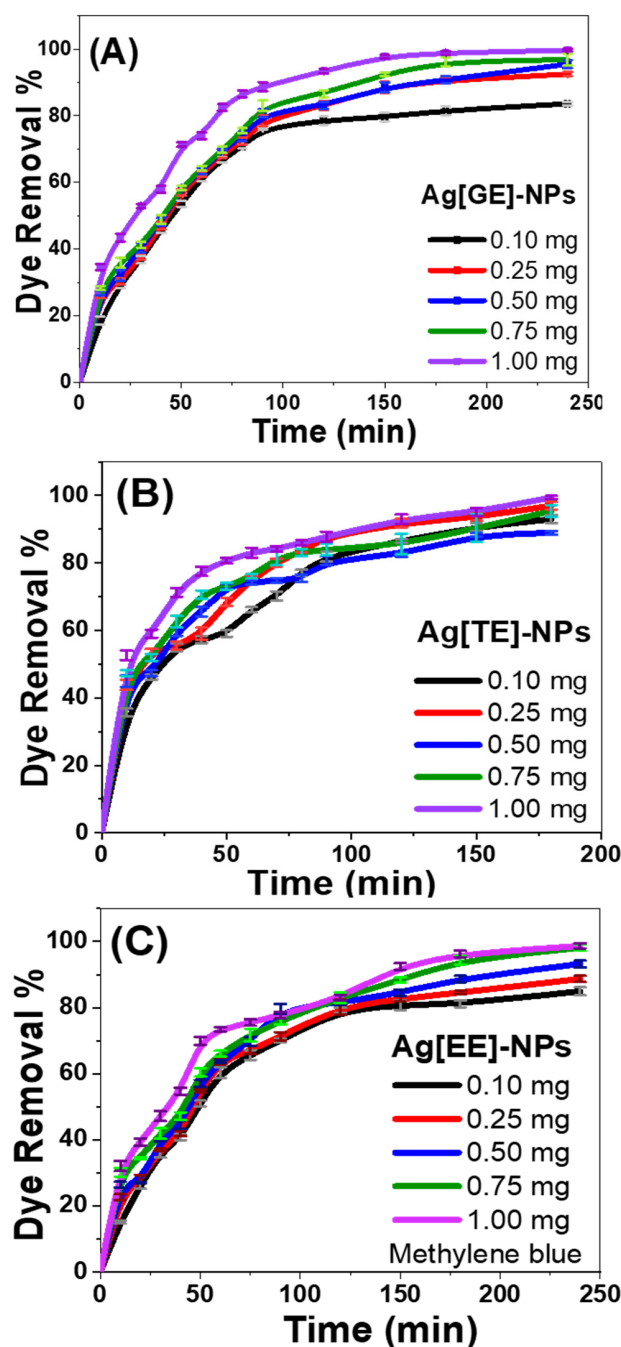 (A)
Dye Removal %
100
80
60
40
20
0
Ag[GE]-NPs
0.10 mg
0.25 mg
0.50 mg
0.75 mg
1.00 mg
0 50 100 150 200 250
Time (min)
(B)
Dye Removal %
100
80
60
40
20
0
Ag[TE]-NPs
0.10 mg
0.25 mg
0.50 mg
0.75 mg
1.00 mg
0 50 100 150 200
Time (min)
(C)
Dye Removal %
100
80
60
40
20
0
Ag[EE]-NPs
0.10 mg
0.25 mg
0.50 mg
0.75 mg
1.00 mg
Methylene blue
0 50 100 150 200 250
Time (min)